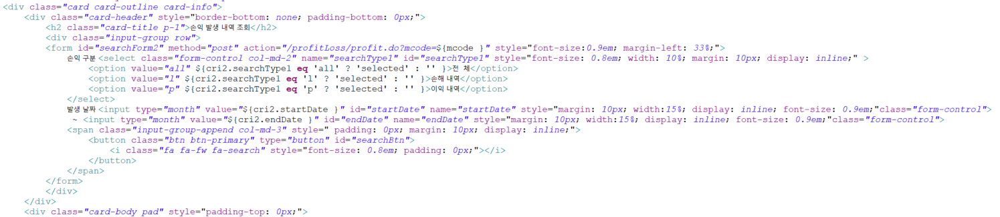 <div class="card card-outline card-info">
<div class="card-header" style="border-bottom: none; padding-bottom: 0px;">
<h2 class="card-title p-1">손익 발생 내역 조회</h2>
<div class="input-group row">
<form id="searchForm2" method="post" action="/profitLoss/profit.do?mcode=${mcode }" style="font-size:0.9em; margin-left: 33%;">
손익 구분 <select class="form-control col-md-2" name="searchType1" id="searchType1" style="font-size: 0.8em; width: 10%; margin: 10px; display: inline;" >
<option value="all" ${cri2.searchType1 eq 'all' ? 'selected' : '' }>전 체</option>
<option value="l" ${cri2.searchType1 eq 'l' ? 'selected' : '' }>손해 내역</option>
<option value="p" ${cri2.searchType1 eq 'p' ? 'selected' : '' }>이익 내역</option>
</select>
발생 날짜 <input type="month" value="${cri2.startDate }" id="startDate" name="startDate" style="margin: 10px; width:15%; display: inline; font-size: 0.9em;"class="form-control">
~ <input type="month" value="${cri2.endDate }" id="endDate" name="endDate" style="margin: 10px; width:15%; display: inline; font-size: 0.9em;"class="form-control">
<span class="input-group-append col-md-3" style=" padding: 0px; margin: 10px; display: inline;">
<button class="btn btn-primary" type="button" id="searchBtn">
<i class="fa fa-fw fa-search" style="font-size: 0.8em; padding: 0px;"></i>
</button>
</span>
</form>
</div>
</div>
<div class="card-body pad" style="padding-top: 0px;">